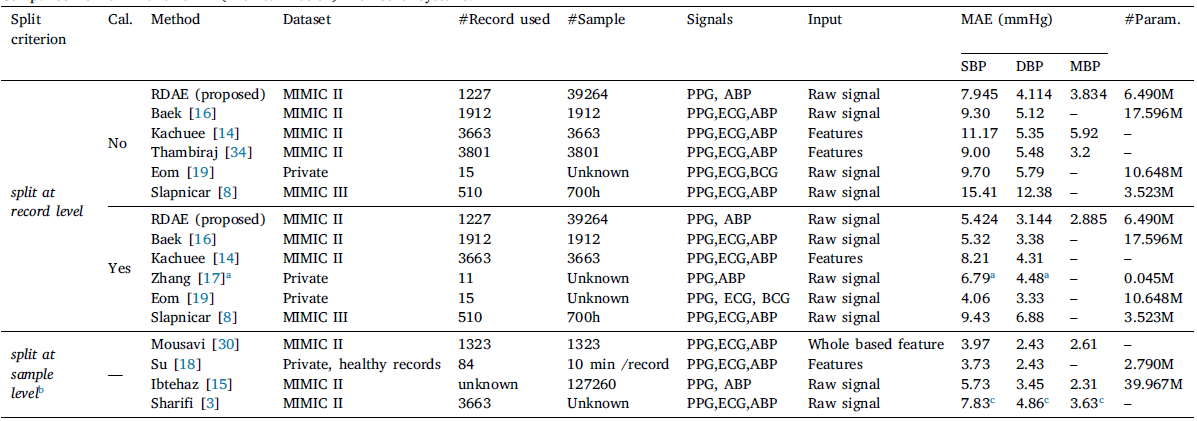 Split criterion Cal. Method Dataset #Record used #Sample Signals Input MAE (mmHg) #Param.
SBP DBP MBP
split at record level
No
RDAE (proposed) MIMIC II 1227 39264 PPG, ABP Raw signal 7.945 4.114 3.834 6.490M
Baek [16] MIMIC II 1912 1912 PPG,ECG,ABP Raw signal 9.30 5.12 – 17.596M
Kachuee [14] MIMIC II 3663 3663 PPG,ECG,ABP Features 11.17 5.35 5.92 –
Thambiraj [34] MIMIC II 3801 3801 PPG,ECG,ABP Features 9.00 5.48 3.2 –
Eom [19] Private 15 Unknown PPG,ECG,BCG Raw signal 9.70 5.79 – 10.648M
Slapnicar [8] MIMIC III 510 700h PPG,ECG,ABP Raw signal 15.41 12.38 – 3.523M
Yes
RDAE (proposed) MIMIC II 1227 39264 PPG, ABP Raw signal 5.424 3.144 2.885 6.490M
Baek [16] MIMIC II 1912 1912 PPG,ECG,ABP Raw signal 5.32 3.38 – 17.596M
Kachuee [14] MIMIC II 3663 3663 PPG,ECG,ABP Features 8.21 4.31 – –
Zhang [17]a Private 11 Unknown PPG,ABP Raw signal 6.79a 4.48a – 0.045M
Eom [19] Private 15 Unknown PPG, ECG, BCG Raw signal 4.06 3.33 – 10.648M
Slapnicar [8] MIMIC III 510 700h PPG,ECG,ABP Raw signal 9.43 6.88 – 3.523M
split at sample levelb
—
Mousavi [30] MIMIC II 1323 1323 PPG,ECG,ABP Whole based feature 3.97 2.43 2.61 –
Su [18] Private, healthy records 84 10 min /record PPG,ECG,ABP Features 3.73 2.43 – 2.790M
Ibtehaz [15] MIMIC II unknown 127260 PPG, ABP Raw signal 5.73 3.45 2.31 39.967M
Sharifi [3] MIMIC II 3663 Unknown PPG,ECG,ABP Raw signal 7.83c 4.86c 3.63c –